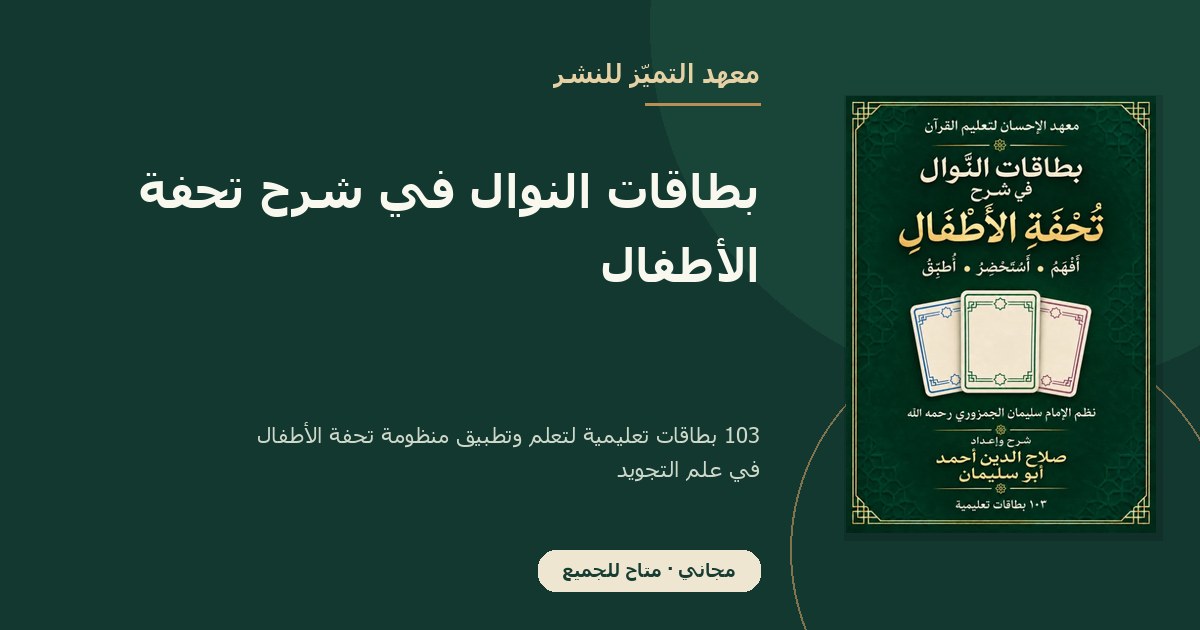 معهد التميّز للنشر
بطاقات النوال في شرح تحفة
الأطفال
103 بطاقات تعليمية لتعلم وتطبيق منظومة تحفة الأطفال
في علم التجويد
مجاني · متاح للجميع
معهد الإحسان لتعليم القرآن
بطاقات النَّوال
في شرح
تُحْفَةِ الأَطْفَالِ
أَفْهَمُ • أَسْتَحْضِرُ • أُطبِّقُ
نظم الإمام سليمان الجمزوري رحمه الله
شرح وإعداد
صلاح الدين أحمد
أبو سليمان
١٠٣ بطاقات تعليمية